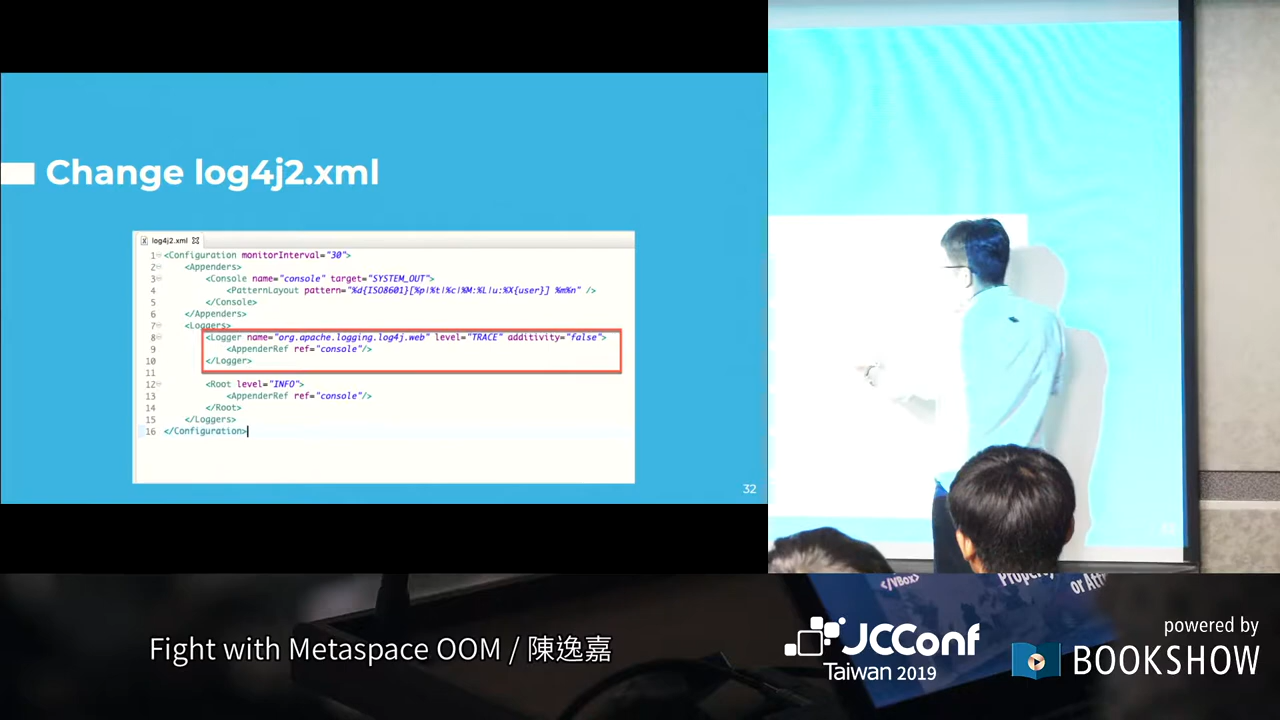 Change log4j2.xml
log4j2.xml
1 <Configuration monitorInterval="30">
2 <Appenders>
3 <Console name="console" target="SYSTEM_OUT">
4 <PatternLayout pattern="%d{ISO8601}[%p|%t|%c|%M:%L|u:%X{user}] %m%n" />
5 </Console>
6 </Appenders>
7 <Loggers>
8 <Logger name="org.apache.logging.log4j.web" level="TRACE" additivity="false">
9 <AppenderRef ref="console"/>
10 </Logger>
11
12 <Root level="INFO">
13 <AppenderRef ref="console"/>
14 </Root>
15 </Loggers>
16 </Configuration>
32
</VBox>
Fight with Metaspace OOM / 陳逸嘉
JCConf
Taiwan 2019
powered by
BOOKSHOW